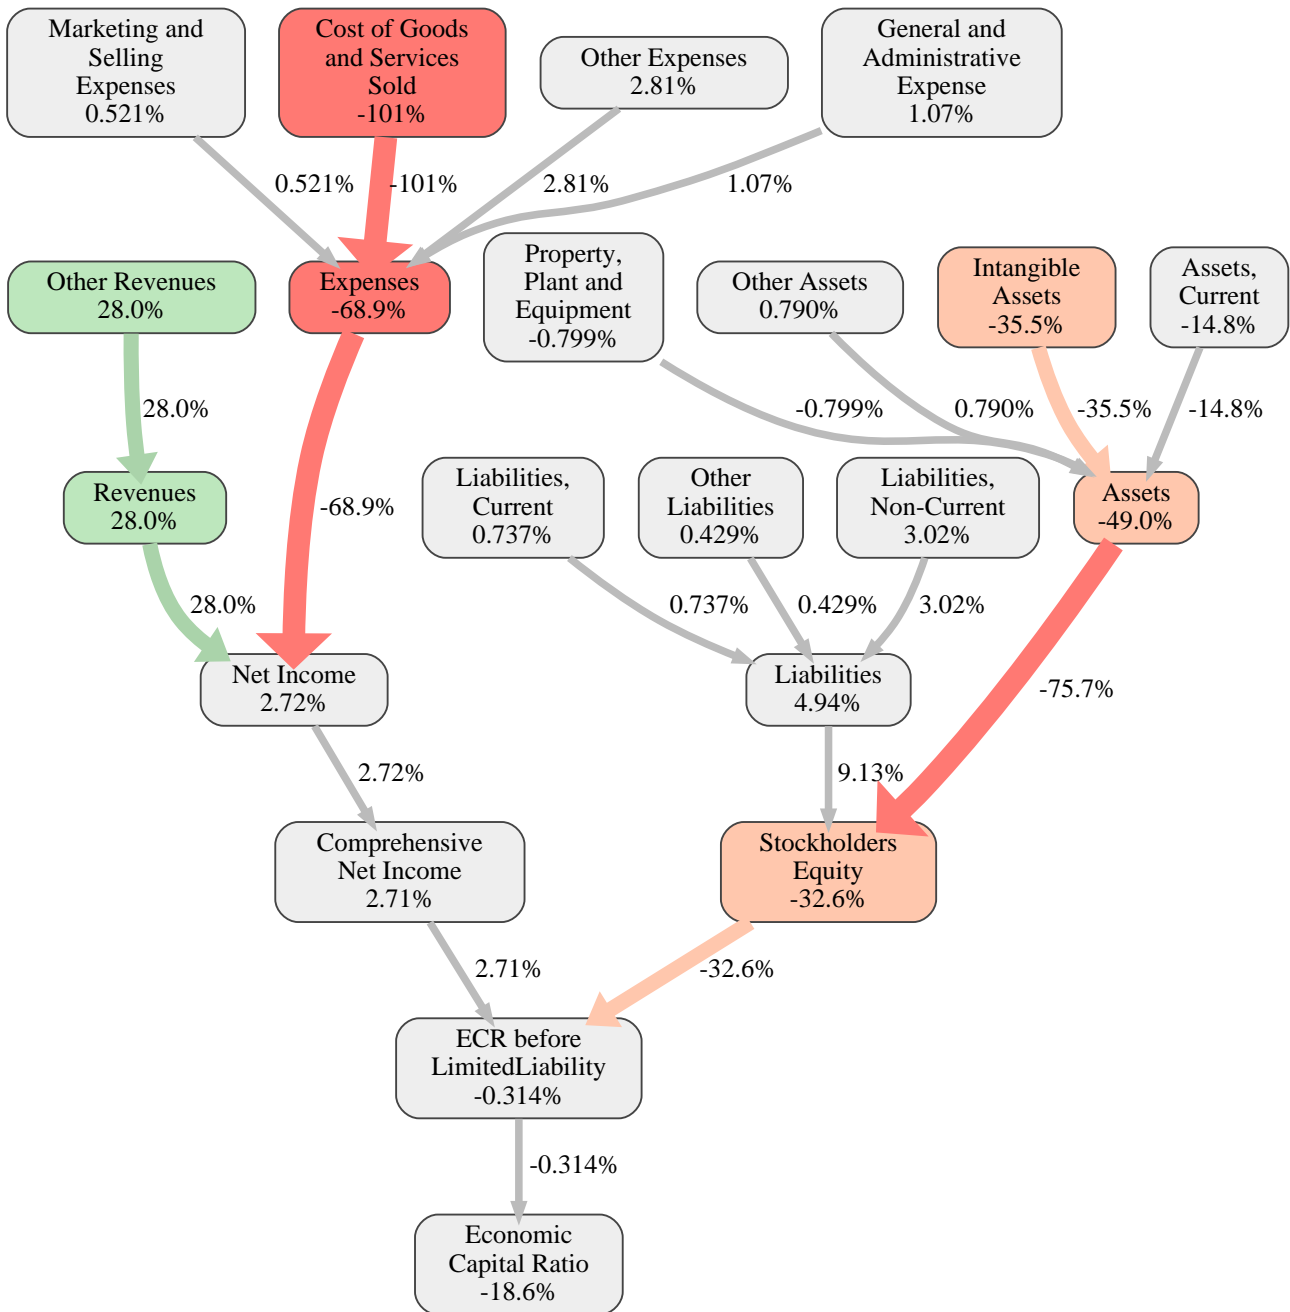 Marketing and
Selling
Expenses
0.521%
Cost of Goods
and Services
Sold
-101%
Other Expenses
2.81%
General and
Administrative
Expense
1.07%
0.521%
-101%
2.81%
1.07%
Other Revenues
28.0%
Expenses
-68.9%
Property,
Plant and
Equipment
-0.799%
Other Assets
0.790%
Intangible
Assets
-35.5%
Assets,
Current
-14.8%
28.0%
-0.799%
0.790%
-35.5%
-14.8%
Revenues
28.0%
-68.9%
Liabilities,
Current
0.737%
Other
Liabilities
0.429%
Liabilities,
Non-Current
3.02%
Assets
-49.0%
28.0%
0.737%
0.429%
3.02%
Net Income
2.72%
Liabilities
4.94%
-75.7%
2.72%
9.13%
Comprehensive
Net Income
2.71%
Stockholders
Equity
-32.6%
2.71%
-32.6%
ECR before
LimitedLiability
-0.314%
-0.314%
Economic
Capital Ratio
-18.6%